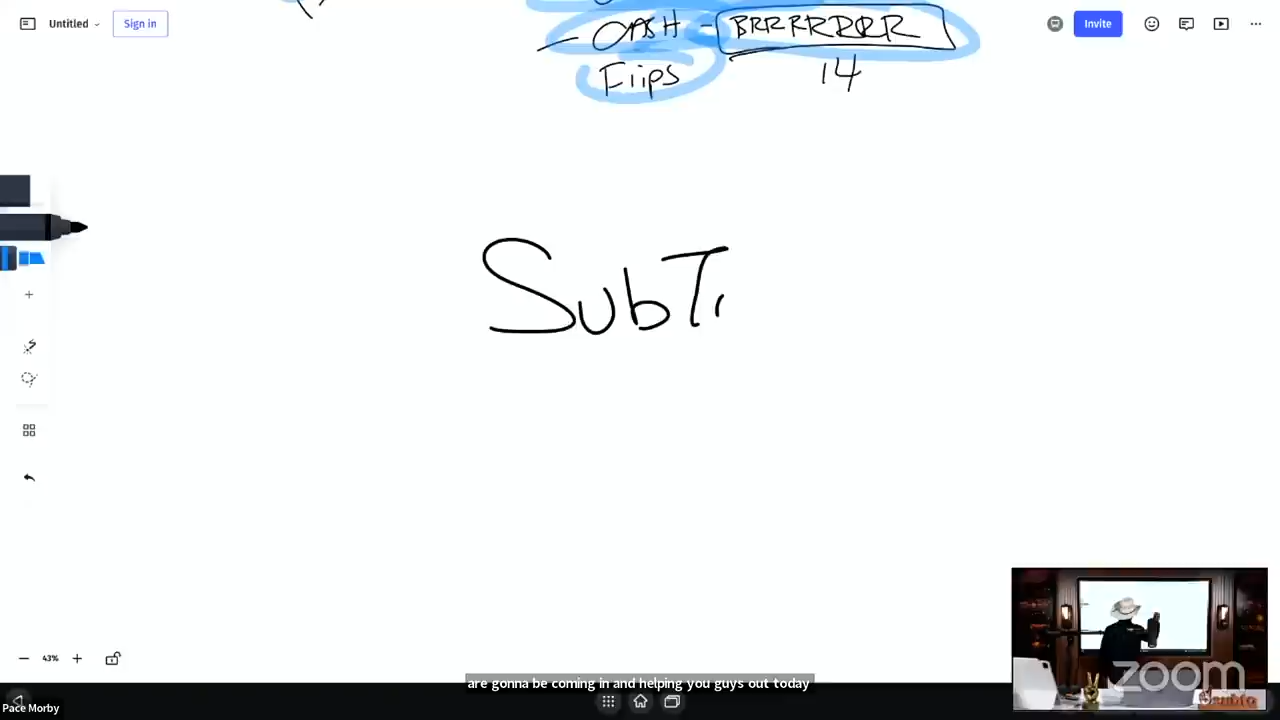 Untitled
Sign in
Invite
CASH - BRRRRRRR
Flips
14
SubT
43%
are gonna be coming in and helping you guys out today
Pace Morby
zoom